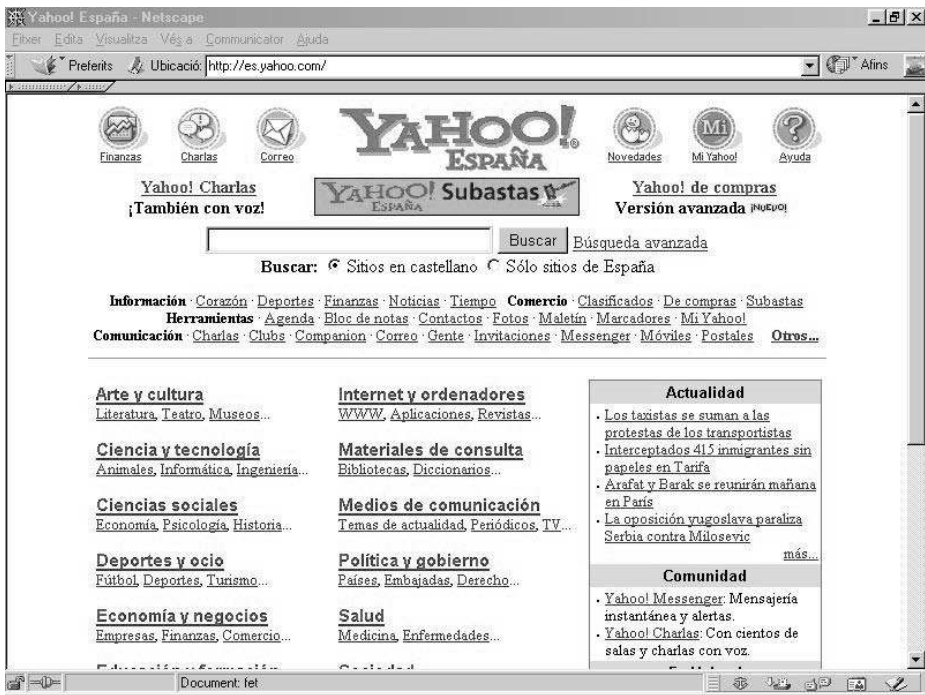 Yahoo! España - Netscape
Fitxer Edita Visualitza Vés a Communicator Ajuda
Preferits Ubicació: http://es.yahoo.com/ Afins
Finanzas Charlas Correo YAHOO! ESPAÑA Novedades Mi Yahoo! Ayuda
Mi
Yahoo! Charlas
¡También con voz!
YAHOO! ESPAÑA Subastas
Yahoo! de compras
Versión avanzada ¡NUEVO!
Buscar Búsqueda avanzada
Buscar: Sitios en castellano Sólo sitios de España
Información · Corazón · Deportes · Finanzas · Noticias · Tiempo Comercio · Clasificados · De compras · Subastas
Herramientas · Agenda · Bloc de notas · Contactos · Fotos · Maletín · Marcadores · Mi Yahoo!
Comunicación · Charlas · Clubs · Companion · Correo · Gente · Invitaciones · Messenger · Móviles · Postales Otros...
Arte y cultura
Literatura, Teatro, Museos...
Ciencia y tecnología
Animales, Informática, Ingeniería...
Ciencias sociales
Economía, Psicología, Historia...
Deportes y ocio
Fútbol, Deportes, Turismo...
Economía y negocios
Empresas, Finanzas, Comercio...
Internet y ordenadores
WWW, Aplicaciones, Revistas...
Materiales de consulta
Bibliotecas, Diccionarios...
Medios de comunicación
Temas de actualidad, Periódicos, TV...
Política y gobierno
Países, Embajadas, Derecho...
Salud
Medicina, Enfermedades...
Actualidad
· Los taxistas se suman a las
protestas de los transportistas
· Interceptados 415 inmigrantes sin
papeles en Tarifa
· Arafat y Barak se reunirán mañana
en París
· La oposición yugoslava paraliza
Serbia contra Milosevic
más...
Comunidad
· Yahoo! Messenger: Mensajería
instantánea y alertas.
· Yahoo! Charlas: Con cientos de
salas y charlas con voz.
Document: fet